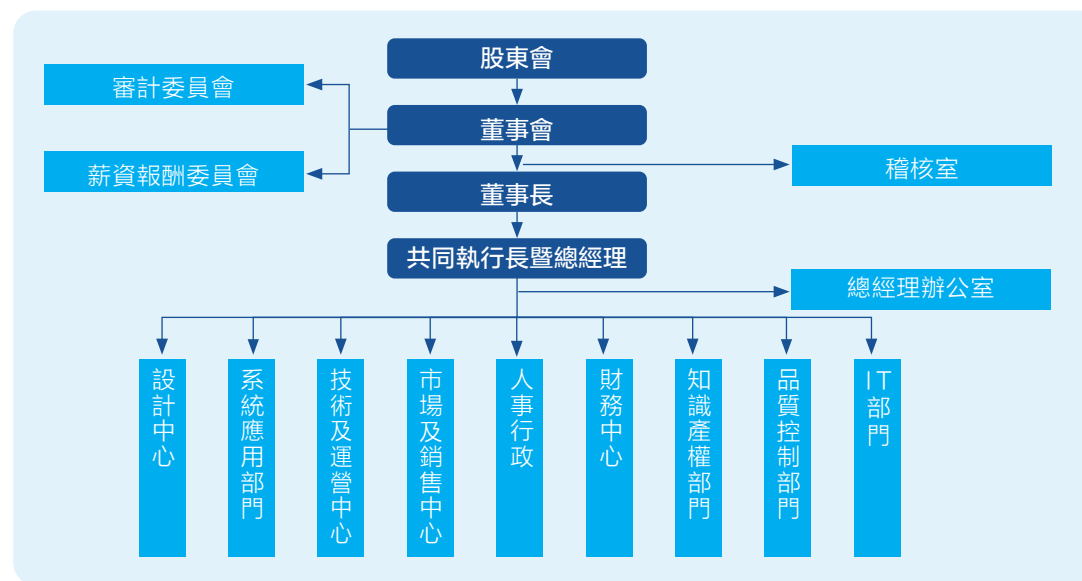 股東會
審計委員會
董事會
薪資報酬委員會
稽核室
董事長
共同執行長暨總經理
總經理辦公室
設計中心
系統應用部門
技術及運營中心
市場及銷售中心
人事行政
財務中心
知識產權部門
品質控制部門
IT部門